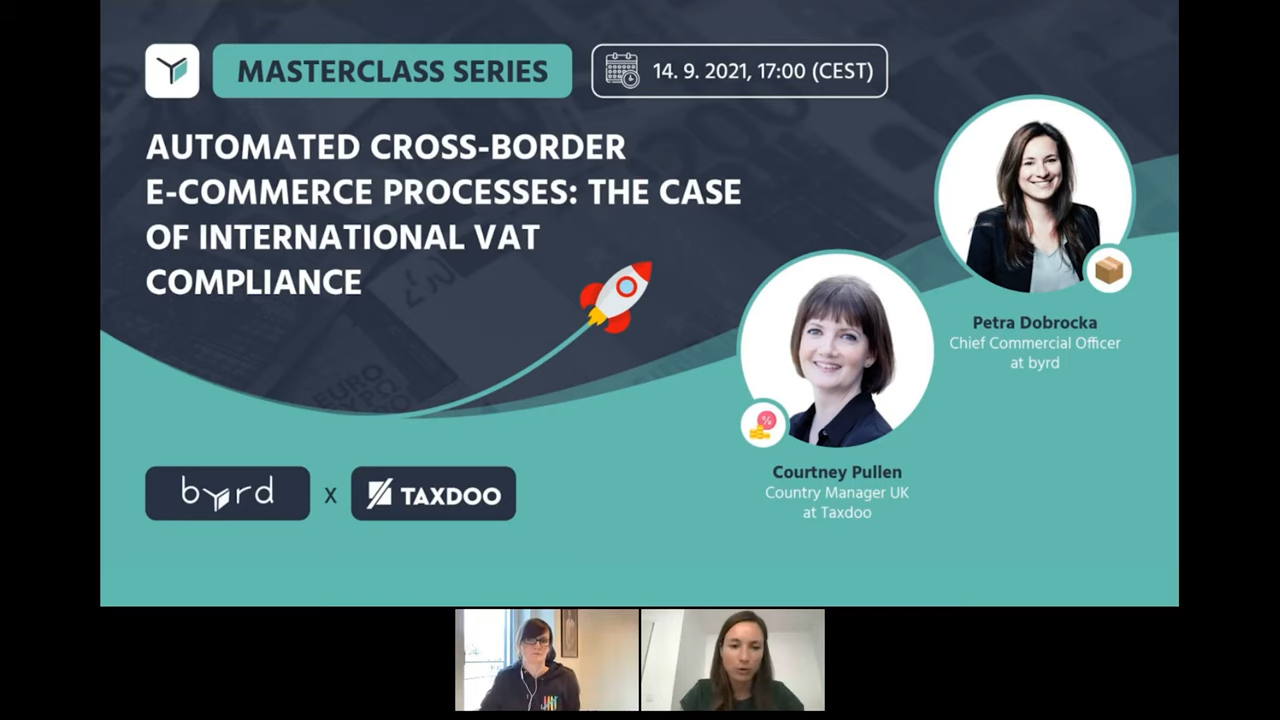 MASTERCLASS SERIES
14. 9. 2021, 17:00 (CEST)
AUTOMATED CROSS-BORDER
E-COMMERCE PROCESSES: THE CASE
OF INTERNATIONAL VAT
COMPLIANCE
Petra Dobrocka
Chief Commercial Officer
at byrd
Courtney Pullen
Country Manager UK
at Taxdoo
byrd X TAXDOO
EURO